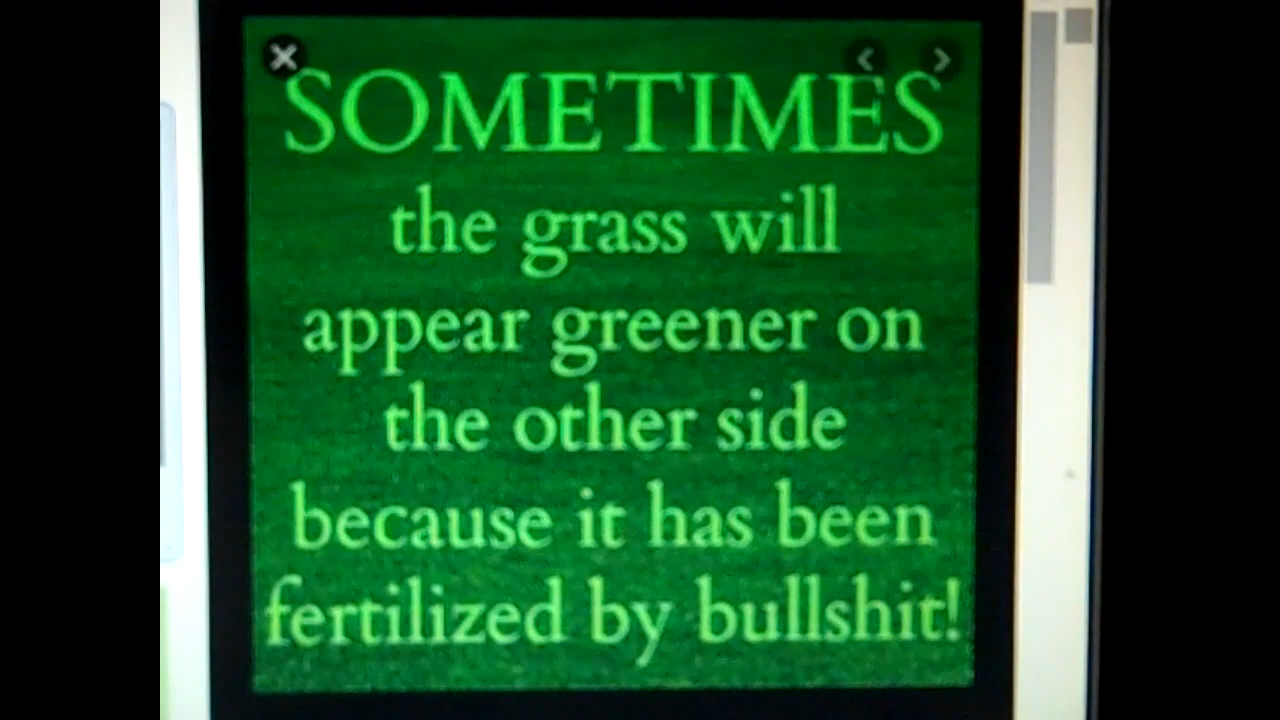 SOMETIMES
the grass will
appear greener on
the other side
because it has been
fertilized by bullshit!